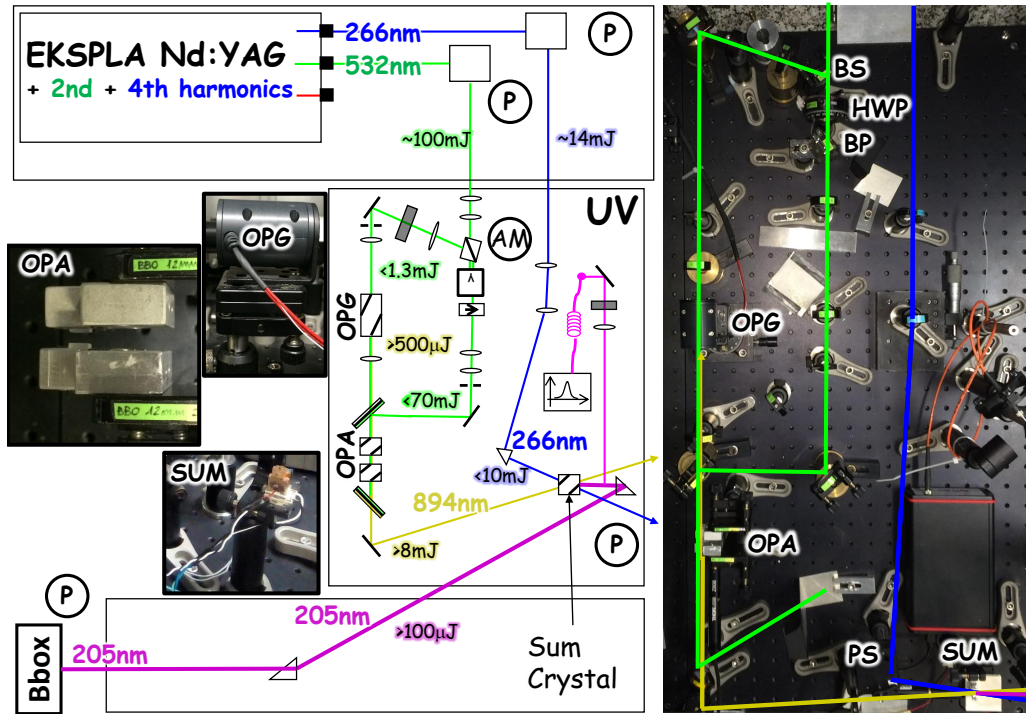 EKSPLA Nd:YAG
+ 2nd + 4th harmonics
266nm
532nm
P
P
~100mJ
~14mJ
UV
AM
OPG
OPA
BBO 12mm
BBO 12mm
SUM
<1.3mJ
OPG
>500μJ
<70mJ
OPA
266nm
<10mJ
894nm
>8mJ
P
P
205nm
>100μJ
205nm
Bbox
Sum
Crystal
BS
HWP
BP
OPG
OPA
PS
SUM